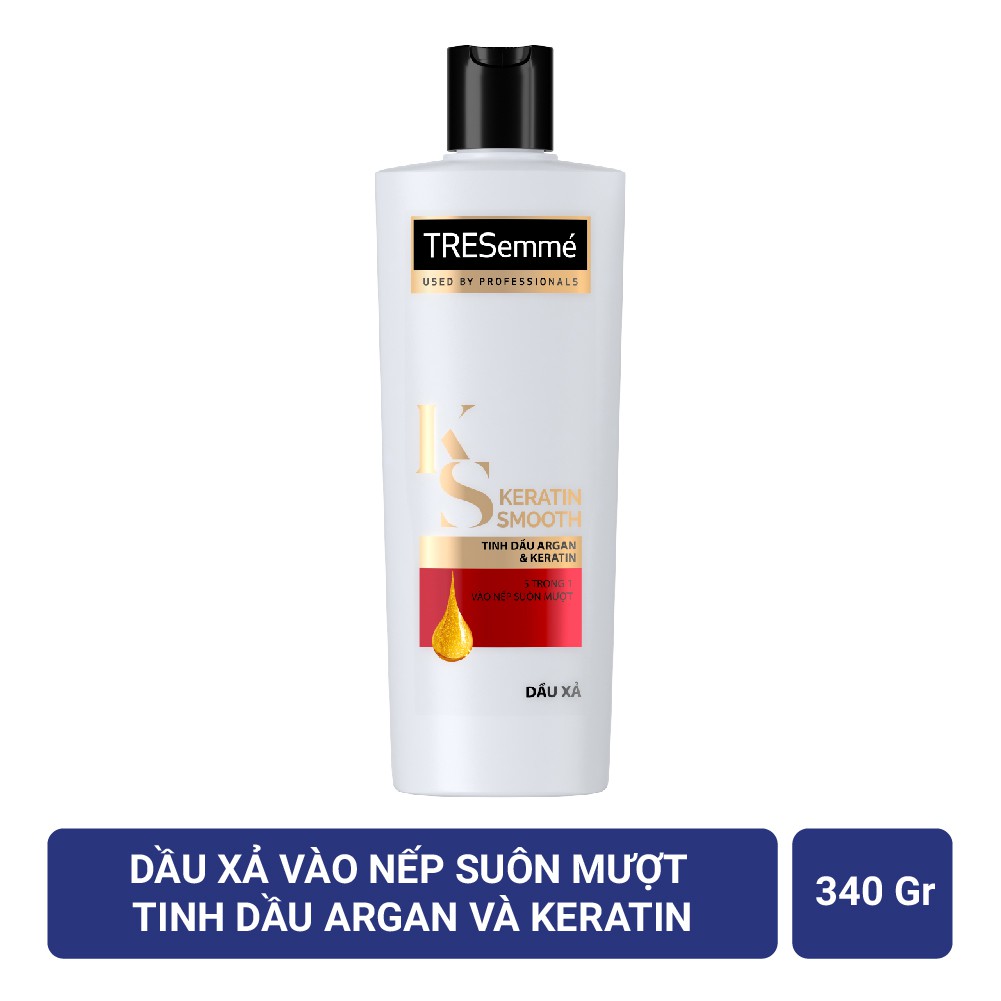 TRESemmé
USED BY PROFESSIONALS
KS
KERATIN
SMOOTH
TINH DẦU ARGAN
& KERATIN
5 TRONG 1
VÀO NẾP SUÔN MƯỢT
DẦU XẢ
DẦU XẢ VÀO NẾP SUÔN MƯỢT
TINH DẦU ARGAN VÀ KERATIN
340 Gr